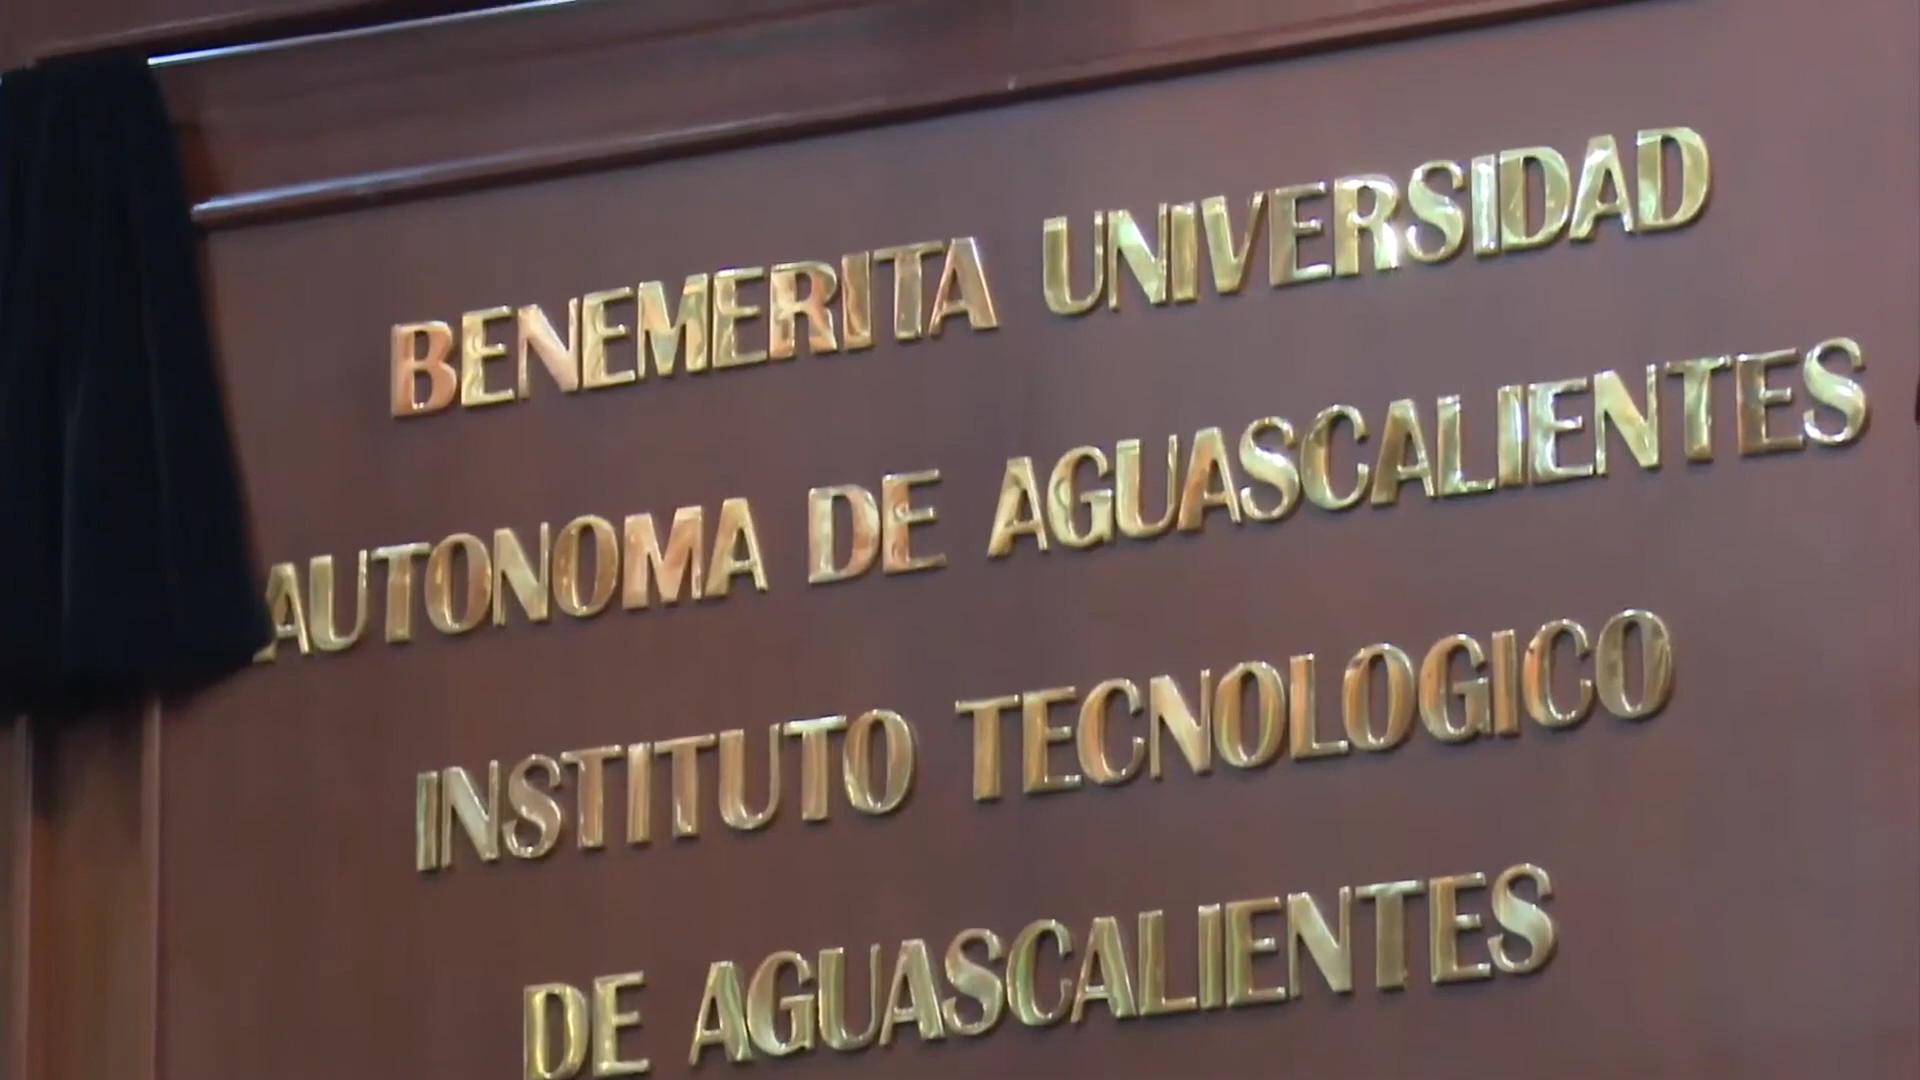 BENEMERITA UNIVERSIDAD
AUTONOMA DE AGUASCALIENTES
INSTITUTO TECNOLOGICO
DE AGUASCALIENTES